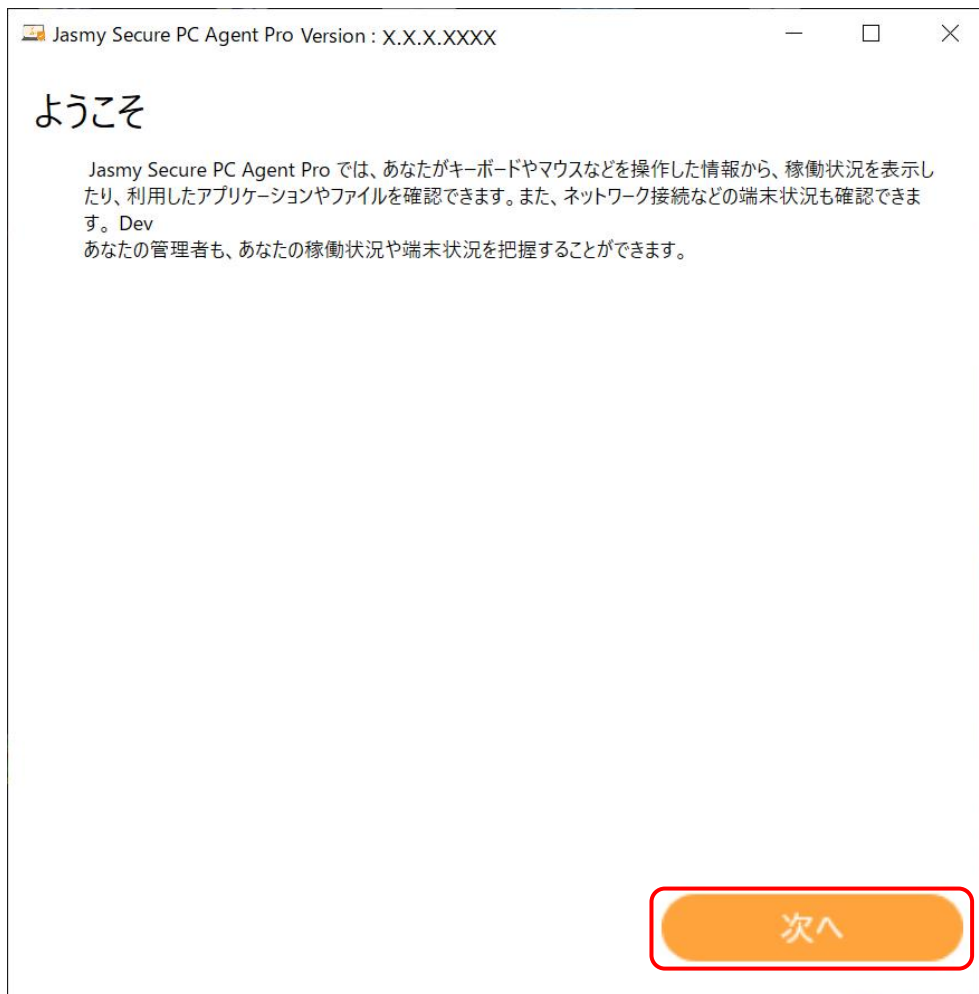 Jasmy Secure PC Agent Pro Version : X.X.X.XXXX
ようこそ
Jasmy Secure PC Agent Pro では、あなたがキーボードやマウスなどを操作した情報から、稼働状況を表示し
たり、利用したアプリケーションやファイルを確認できます。また、ネットワーク接続などの端末状況も確認できま
す。Dev
あなたの管理者も、あなたの稼働状況や端末状況を把握することができます。
次へ